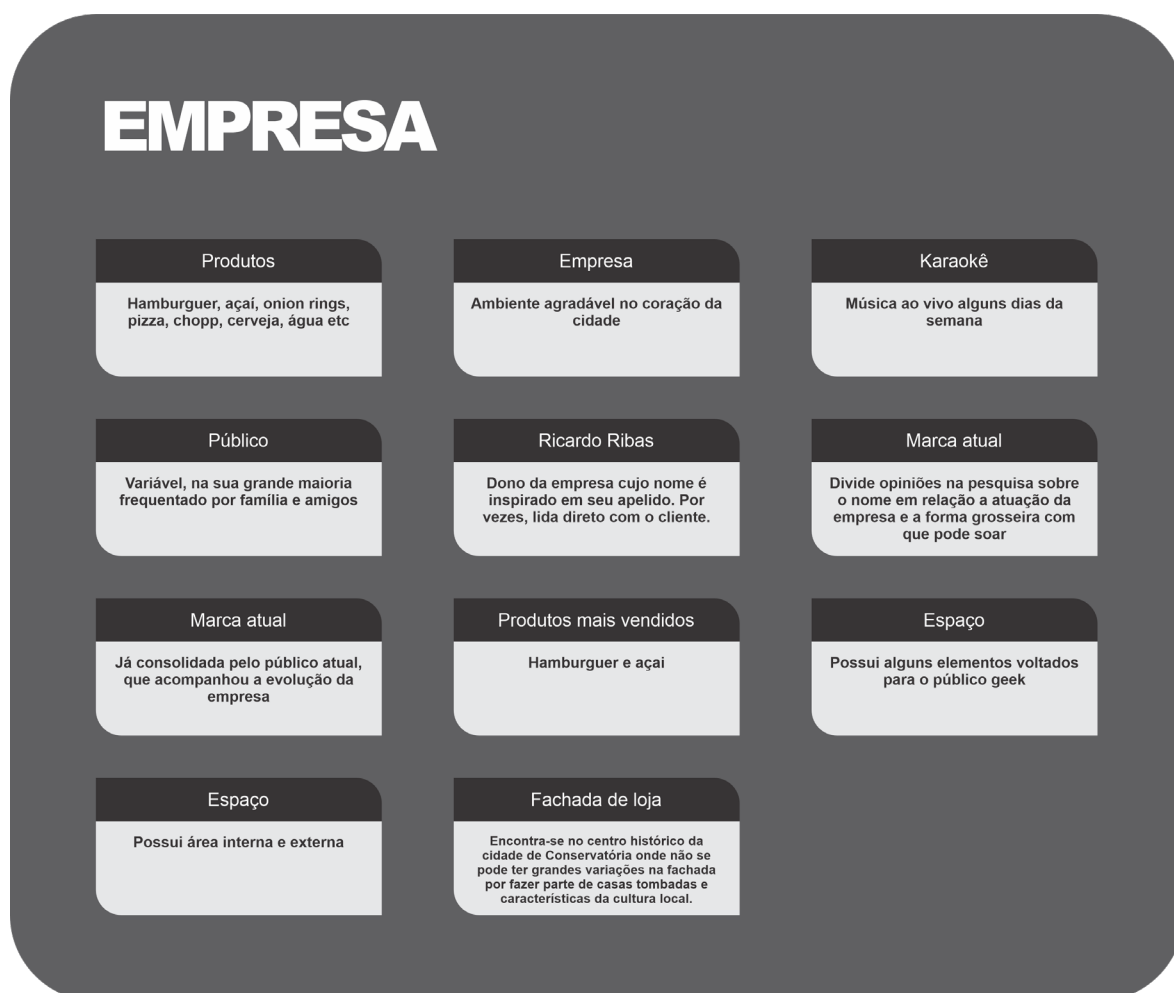 EMPRESA
Produtos
Hamburguer, açaí, onion rings,
pizza, chopp, cerveja, água etc
Empresa
Ambiente agradável no coração da
cidade
Karaokê
Música ao vivo alguns dias da
semana
Público
Variável, na sua grande maioria
frequentado por família e amigos
Ricardo Ribas
Dono da empresa cujo nome é
inspirado em seu apelido. Por
vezes, lida direto com o cliente.
Marca atual
Divide opiniões na pesquisa sobre
o nome em relação a atuação da
empresa e a forma grosseira com
que pode soar
Marca atual
Já consolidada pelo público atual,
que acompanhou a evolução da
empresa
Produtos mais vendidos
Hamburguer e açai
Espaço
Possui alguns elementos voltados
para o público geek
Espaço
Possui área interna e externa
Fachada de loja
Encontra-se no centro histórico da
cidade de Conservatória onde não se
pode ter grandes variações na fachada
por fazer parte de casas tombadas e
características da cultura local.